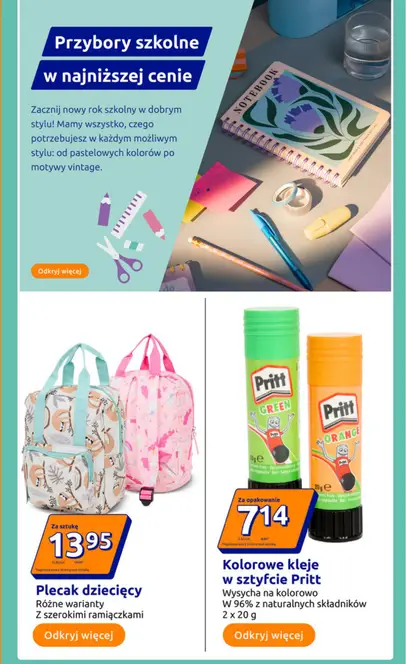 Przybory szkolne
w najniższej cenie
Zacznij nowy rok szkolny w dobrym
stylu! Mamy wszystko, czego
potrzebujesz w każdym możliwym
stylu: od pastelowych kolorów po
motywy vintage.
Odkryj więcej
NOTEBOOK
Za sztukę
13 95
Plecak dziecięcy
Różne warianty
Z szerokimi ramiączkami
Odkryj więcej
Pritt
GREEN
Pritt
ORANGE
Za opakowanie
7 14
Kolorowe kleje
w sztyfcie Pritt
Wysycha na kolorowo
W 96% z naturalnych składników
2 x 20 g
Odkryj więcej